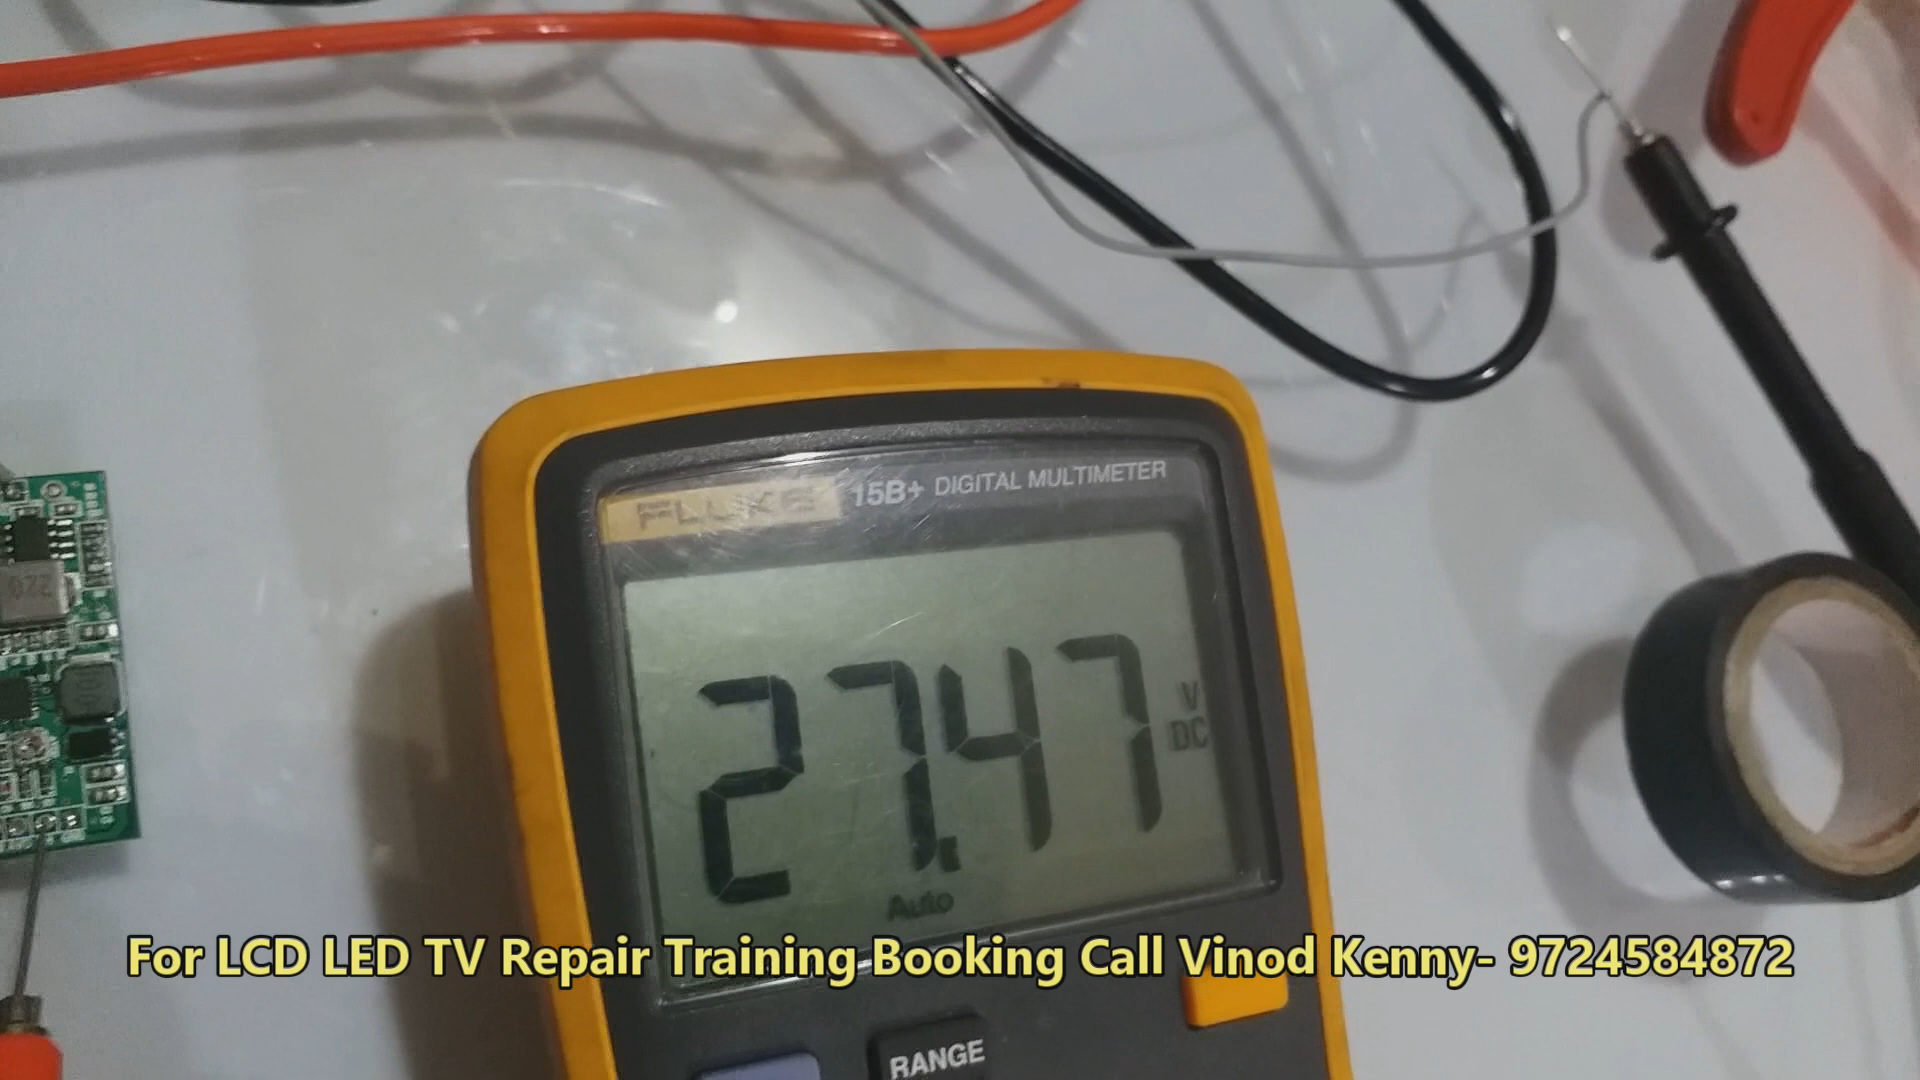 FLUKE 15B+ DIGITAL MULTIMETER
27.47 V DC
Auto
For LCD LED TV Repair Training Booking Call Vinod Kenny- 9724584872
RANGE
220